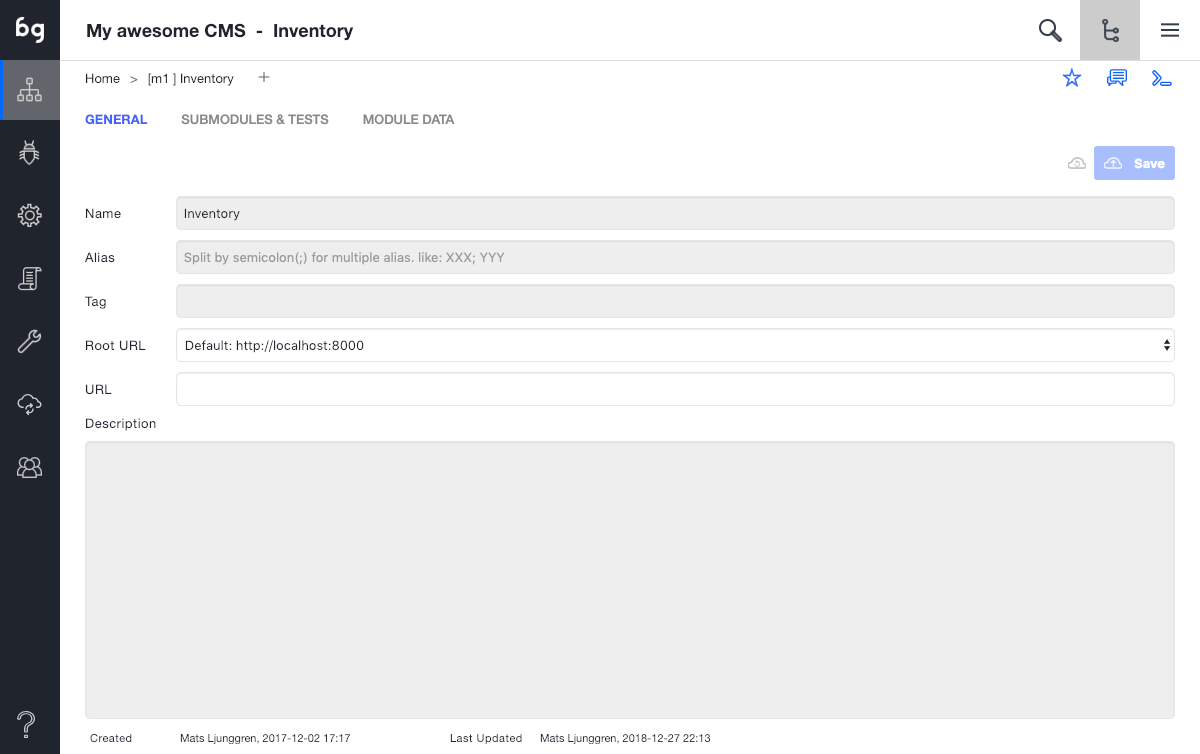 bg
My awesome CMS - Inventory
Home > [m1 ] Inventory +
GENERAL SUBMODULES & TESTS MODULE DATA
Save
Name Inventory
Alias Split by semicolon(;) for multiple alias. like: XXX; YYY
Tag
Root URL Default: http://localhost:8000
URL
Description
Created Mats Ljunggren, 2017-12-02 17:17 Last Updated Mats Ljunggren, 2018-12-27 22:13